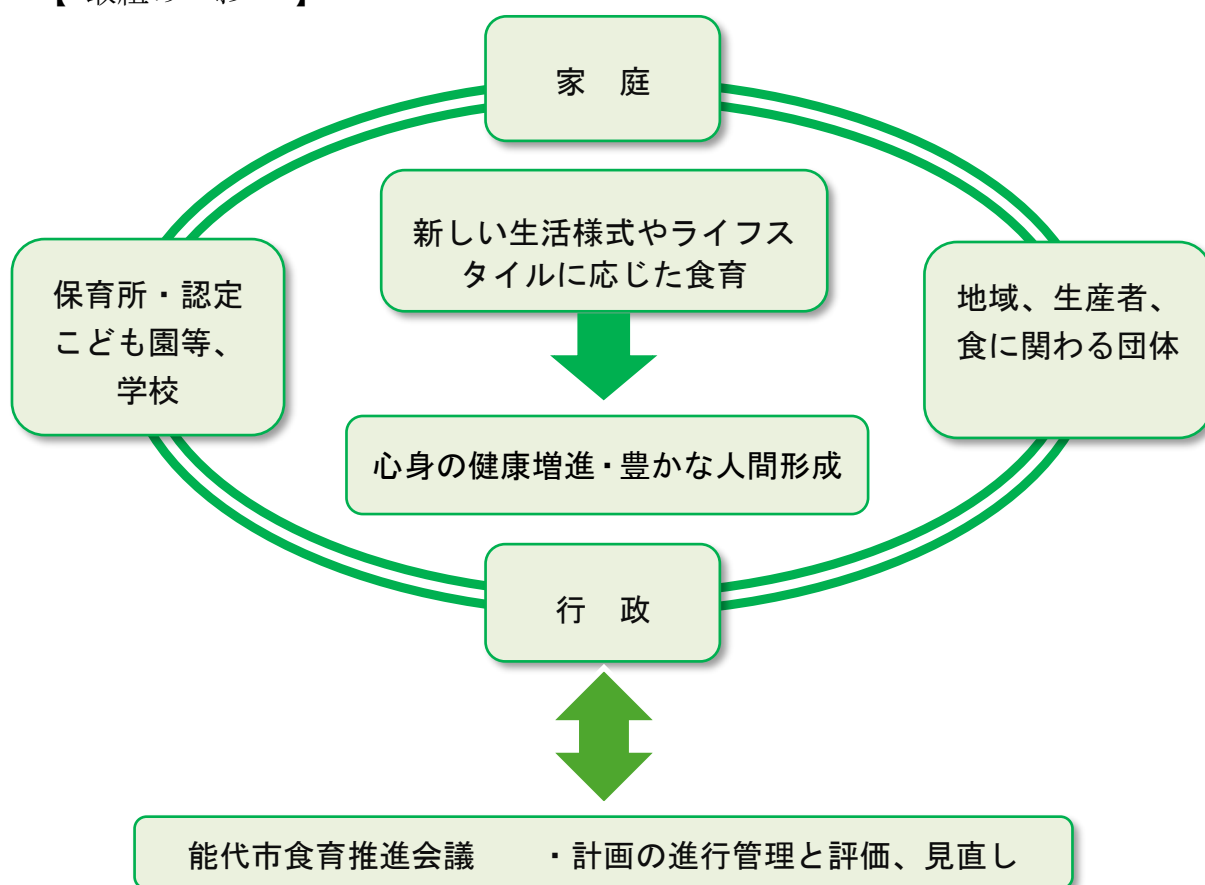 家　庭
新しい生活様式やライフス
タイルに応じた食育
保育所・認定
こども園等、
学校
地域、生産者、
食に関わる団体
心身の健康増進・豊かな人間形成
行　政
能代市食育推進会議　　・計画の進行管理と評価、見直し